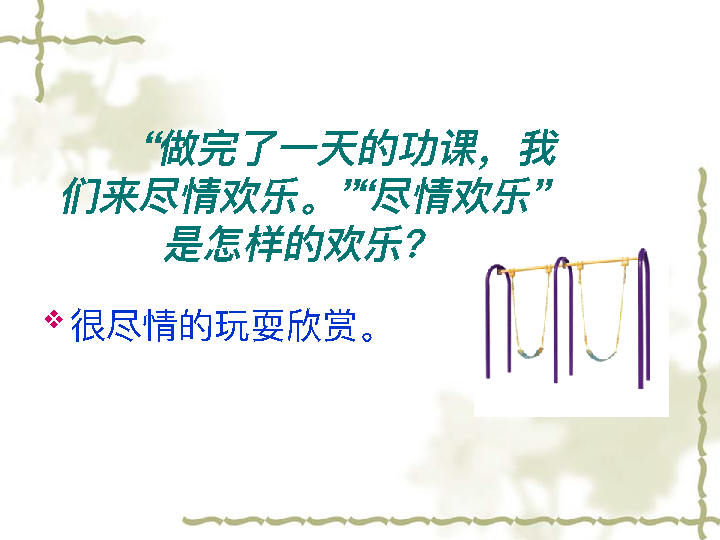 “做完了一天的功课，我
们来尽情欢乐。”“尽情欢乐”
是怎样的欢乐？
很尽情的玩耍欣赏。